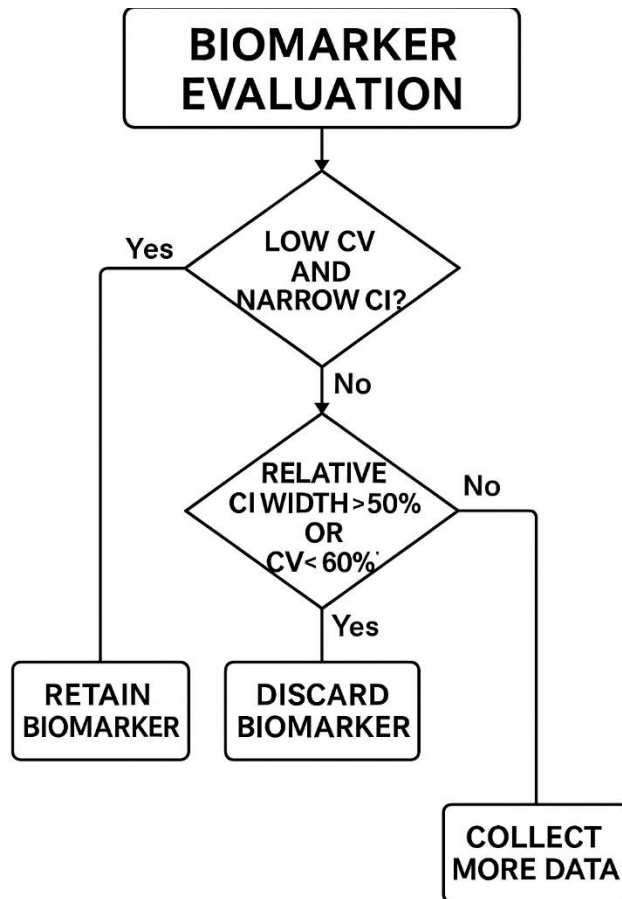 BIOMARKER
EVALUATION
LOW CV
AND
NARROW CI?
Yes
No
RELATIVE
CI WIDTH >50%
OR
CV< 60%'
No
Yes
RETAIN
BIOMARKER
DISCARD
BIOMARKER
COLLECT
MORE DATA